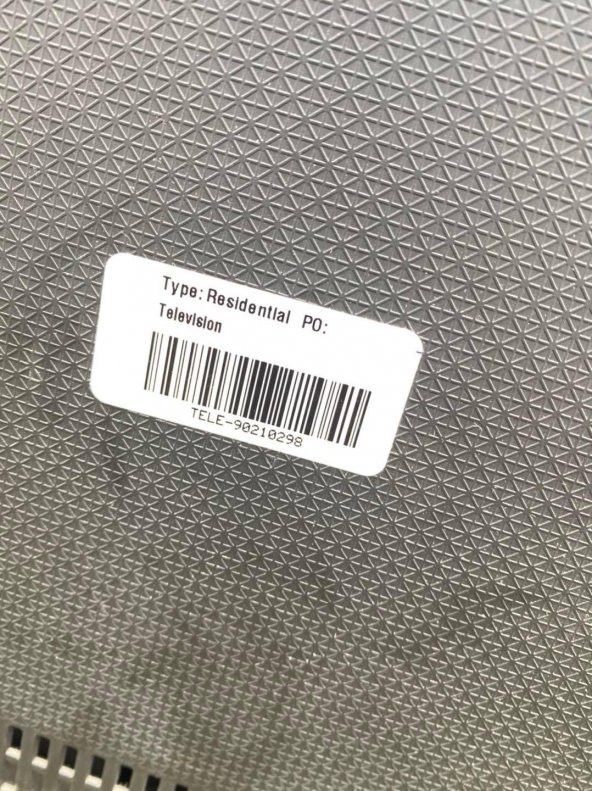 Type: Residential PO:
Television
TELE-90210298